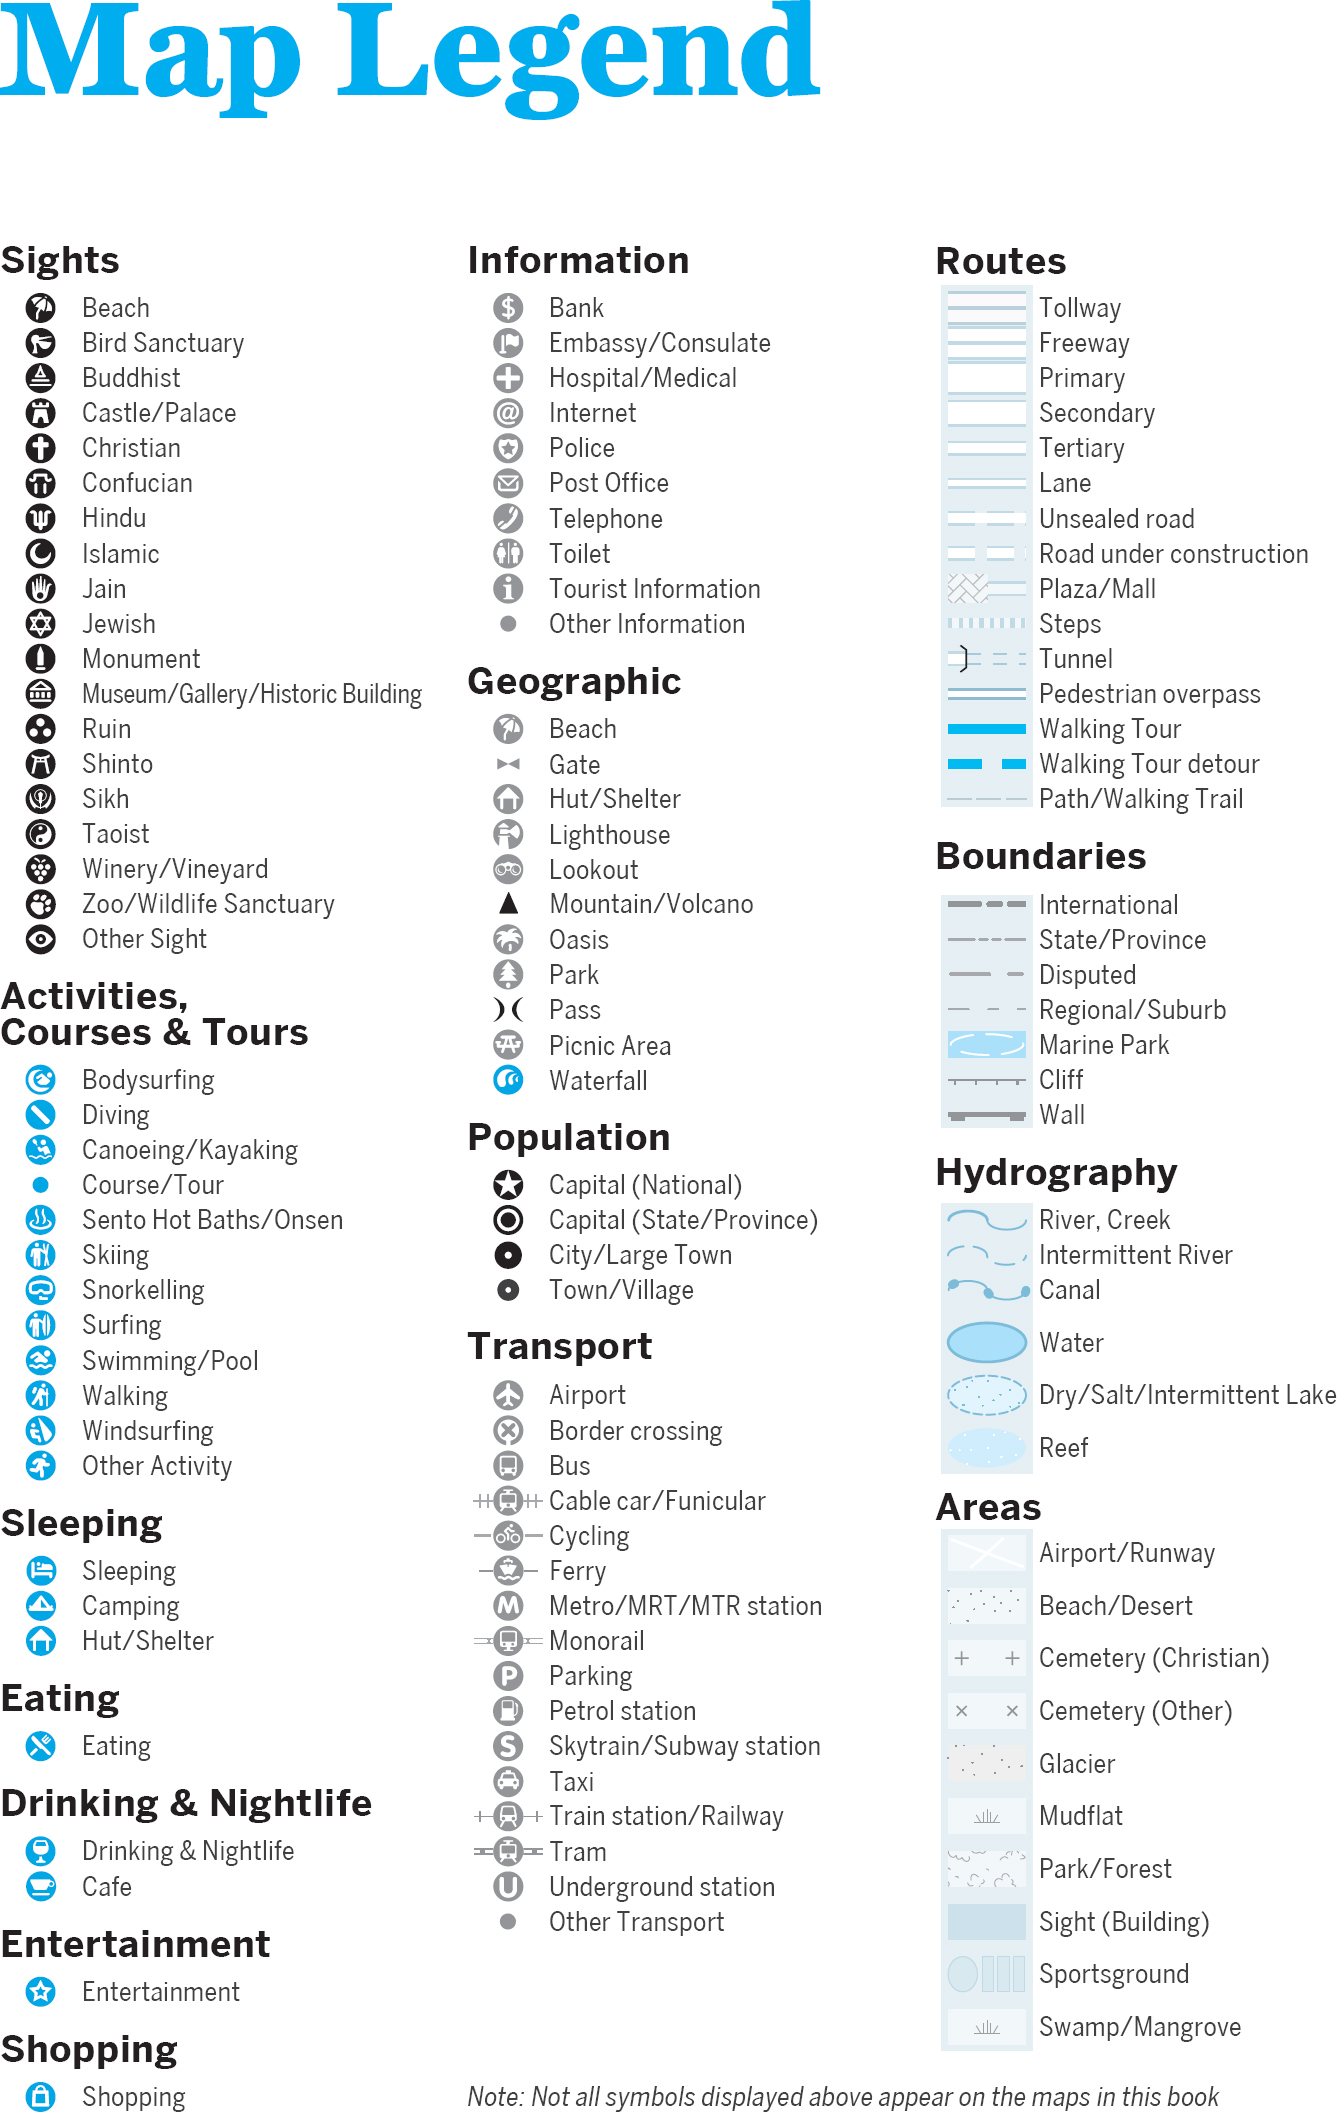 Map Legend
Sights
Beach
Bird Sanctuary
Buddhist
Castle/Palace
Christian
Confucian
Hindu
Islamic
Jain
Jewish
Monument
Museum/Gallery/Historic Building
Ruin
Shinto
Sikh
Taoist
Winery/Vineyard
Zoo/Wildlife Sanctuary
Other Sight
Activities,
Courses & Tours
Bodysurfing
Diving
Canoeing/Kayaking
Course/Tour
Sento Hot Baths/Onsen
Skiing
Snorkelling
Surfing
Swimming/Pool
Walking
Windsurfing
Other Activity
Sleeping
Sleeping
Camping
Hut/Shelter
Eating
Eating
Drinking & Nightlife
Drinking & Nightlife
Cafe
Entertainment
Entertainment
Shopping
Shopping
Information
Bank
Embassy/Consulate
Hospital/Medical
Internet
Police
Post Office
Telephone
Toilet
Tourist Information
Other Information
Geographic
Beach
Gate
Hut/Shelter
Lighthouse
Lookout
Mountain/Volcano
Oasis
Park
Pass
Picnic Area
Waterfall
Population
Capital (National)
Capital (State/Province)
City/Large Town
Town/Village
Transport
Airport
Border crossing
Bus
Cable car/Funicular
Cycling
Ferry
Metro/MRT/MTR station
Monorail
Parking
Petrol station
Skytrain/Subway station
Taxi
Train station/Railway
Tram
Underground station
Other Transport
Routes
Tollway
Freeway
Primary
Secondary
Tertiary
Lane
Unsealed road
Road under construction
Plaza/Mall
Steps
Tunnel
Pedestrian overpass
Walking Tour
Walking Tour detour
Path/Walking Trail
Boundaries
International
State/Province
Disputed
Regional/Suburb
Marine Park
Cliff
Wall
Hydrography
River, Creek
Intermittent River
Canal
Water
Dry/Salt/Intermittent Lake
Reef
Areas
Airport/Runway
Beach/Desert
Cemetery (Christian)
Cemetery (Other)
Glacier
Mudflat
Park/Forest
Sight (Building)
Sportsground
Swamp/Mangrove
Note: Not all symbols displayed above appear on the maps in this book